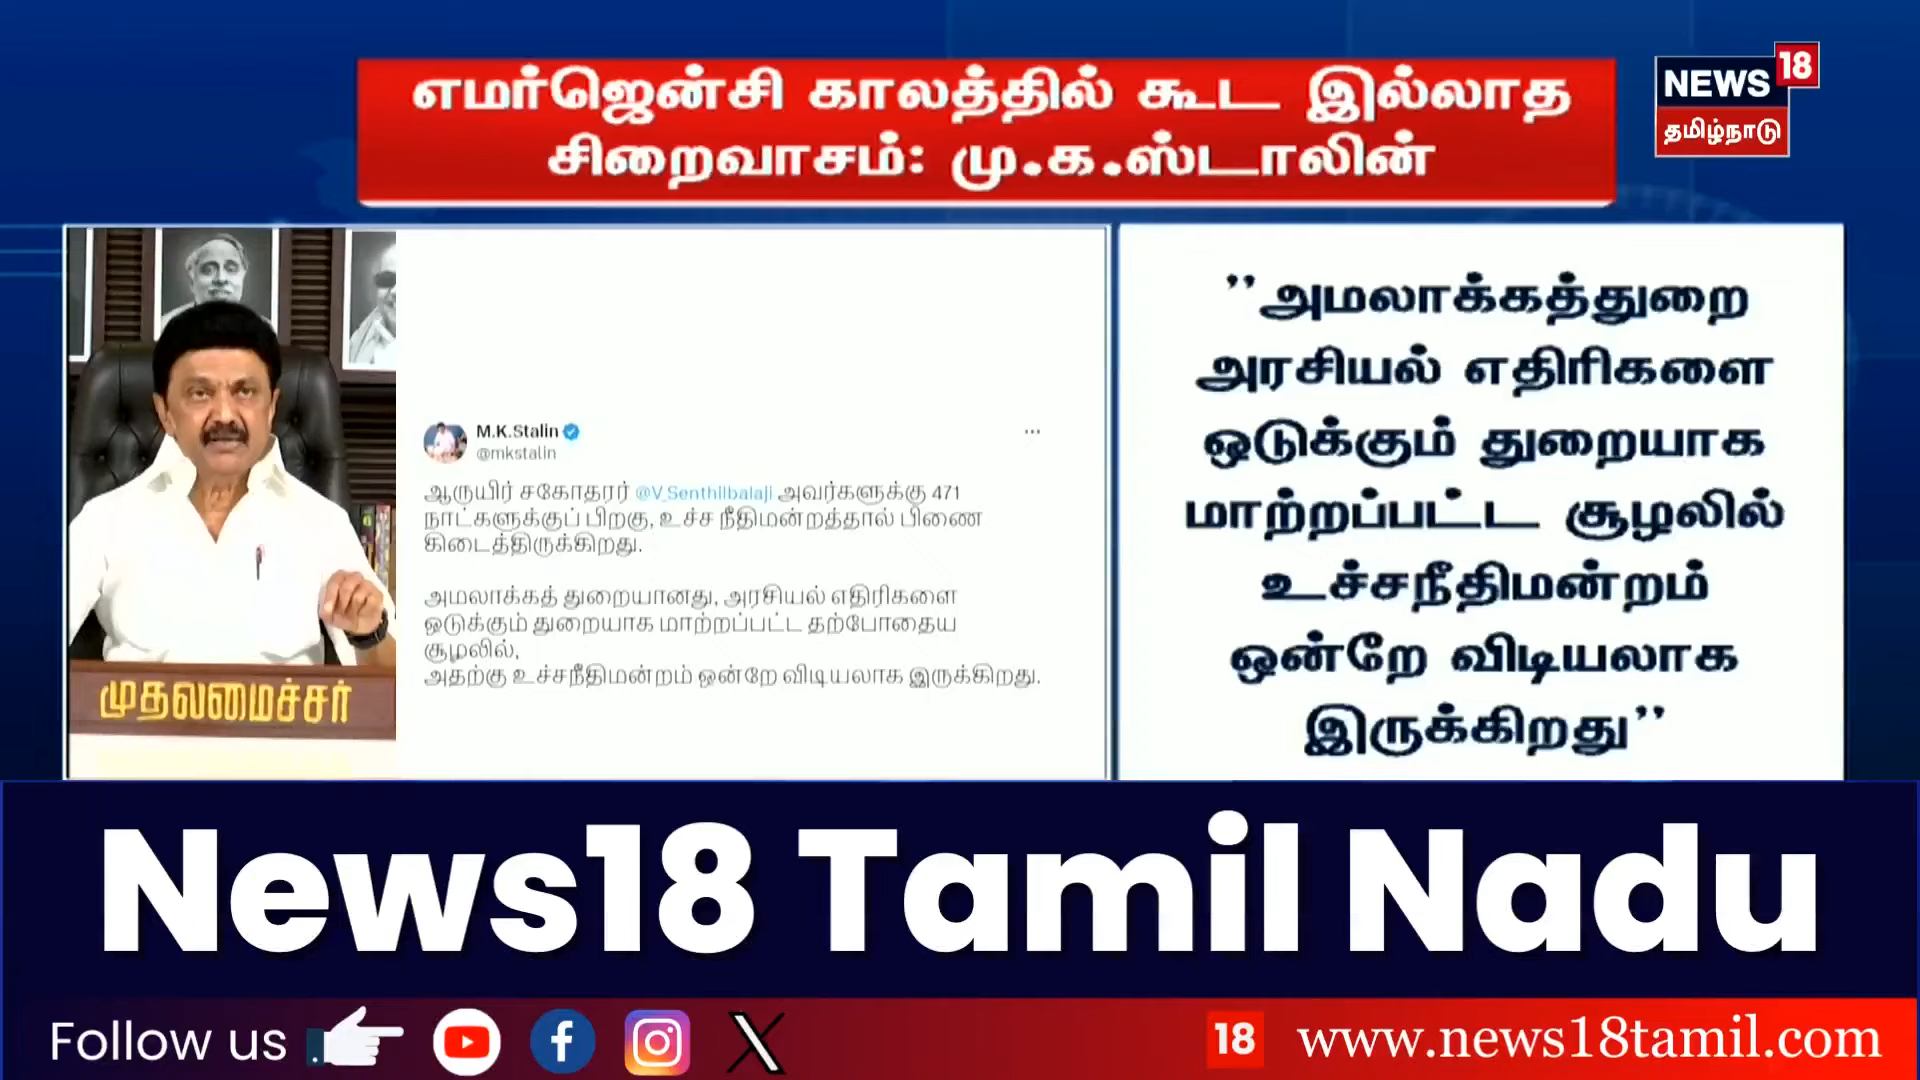 எமர்ஜென்சி காலத்தில் கூட இல்லாத
சிறைவாசம்: மு.க.ஸ்டாலின்
NEWS 18
தமிழ்நாடு
முதலமைச்சர்
M.K.Stalin
@mkstalin
ஆருயிர் சகோதரர் @V_Senthilbalaji அவர்களுக்கு 471
நாட்களுக்குப் பிறகு, உச்ச நீதிமன்றத்தால் பிணை
கிடைத்திருக்கிறது.
அமலாக்கத் துறையானது, அரசியல் எதிரிகளை
ஒடுக்கும் துறையாக மாற்றப்பட்ட தற்போதைய
சூழலில்,
அதற்கு உச்சநீதிமன்றம் ஒன்றே விடியலாக இருக்கிறது.
”அமலாக்கத்துறை
அரசியல் எதிரிகளை
ஒடுக்கும் துறையாக
மாற்றப்பட்ட சூழலில்
உச்சநீதிமன்றம்
ஒன்றே விடியலாக
இருக்கிறது”
News18 Tamil Nadu
Follow us
18 www.news18tamil.com